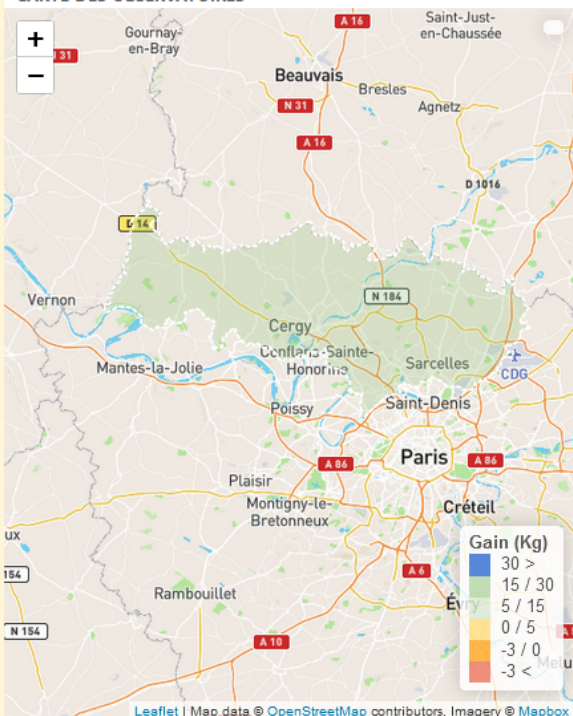 +
−
Gournay-
en-Bray
A 16
Saint-Just-
en-Chaussée
N 31
Beauvais
Bresles
N 31
Agnetz
A 16
D 1016
D 14
Vernon
N 184
Cergy
Conflans-Sainte-
Honorine
Sarcelles
CDG
Mantes-la-Jolie
Saint-Denis
Poissy
Paris
A 86
A 86
Plaisir
Montigny-le-
Bretonneux
Créteil
ux
154
A 6
Rambouillet
Évry
N 154
A 10
Melu
Gain (Kg)
30 >
15 / 30
5 / 15
0 / 5
-3 / 0
-3 <
Leaflet | Map data © OpenStreetMap contributors, Imagery © Mapbox